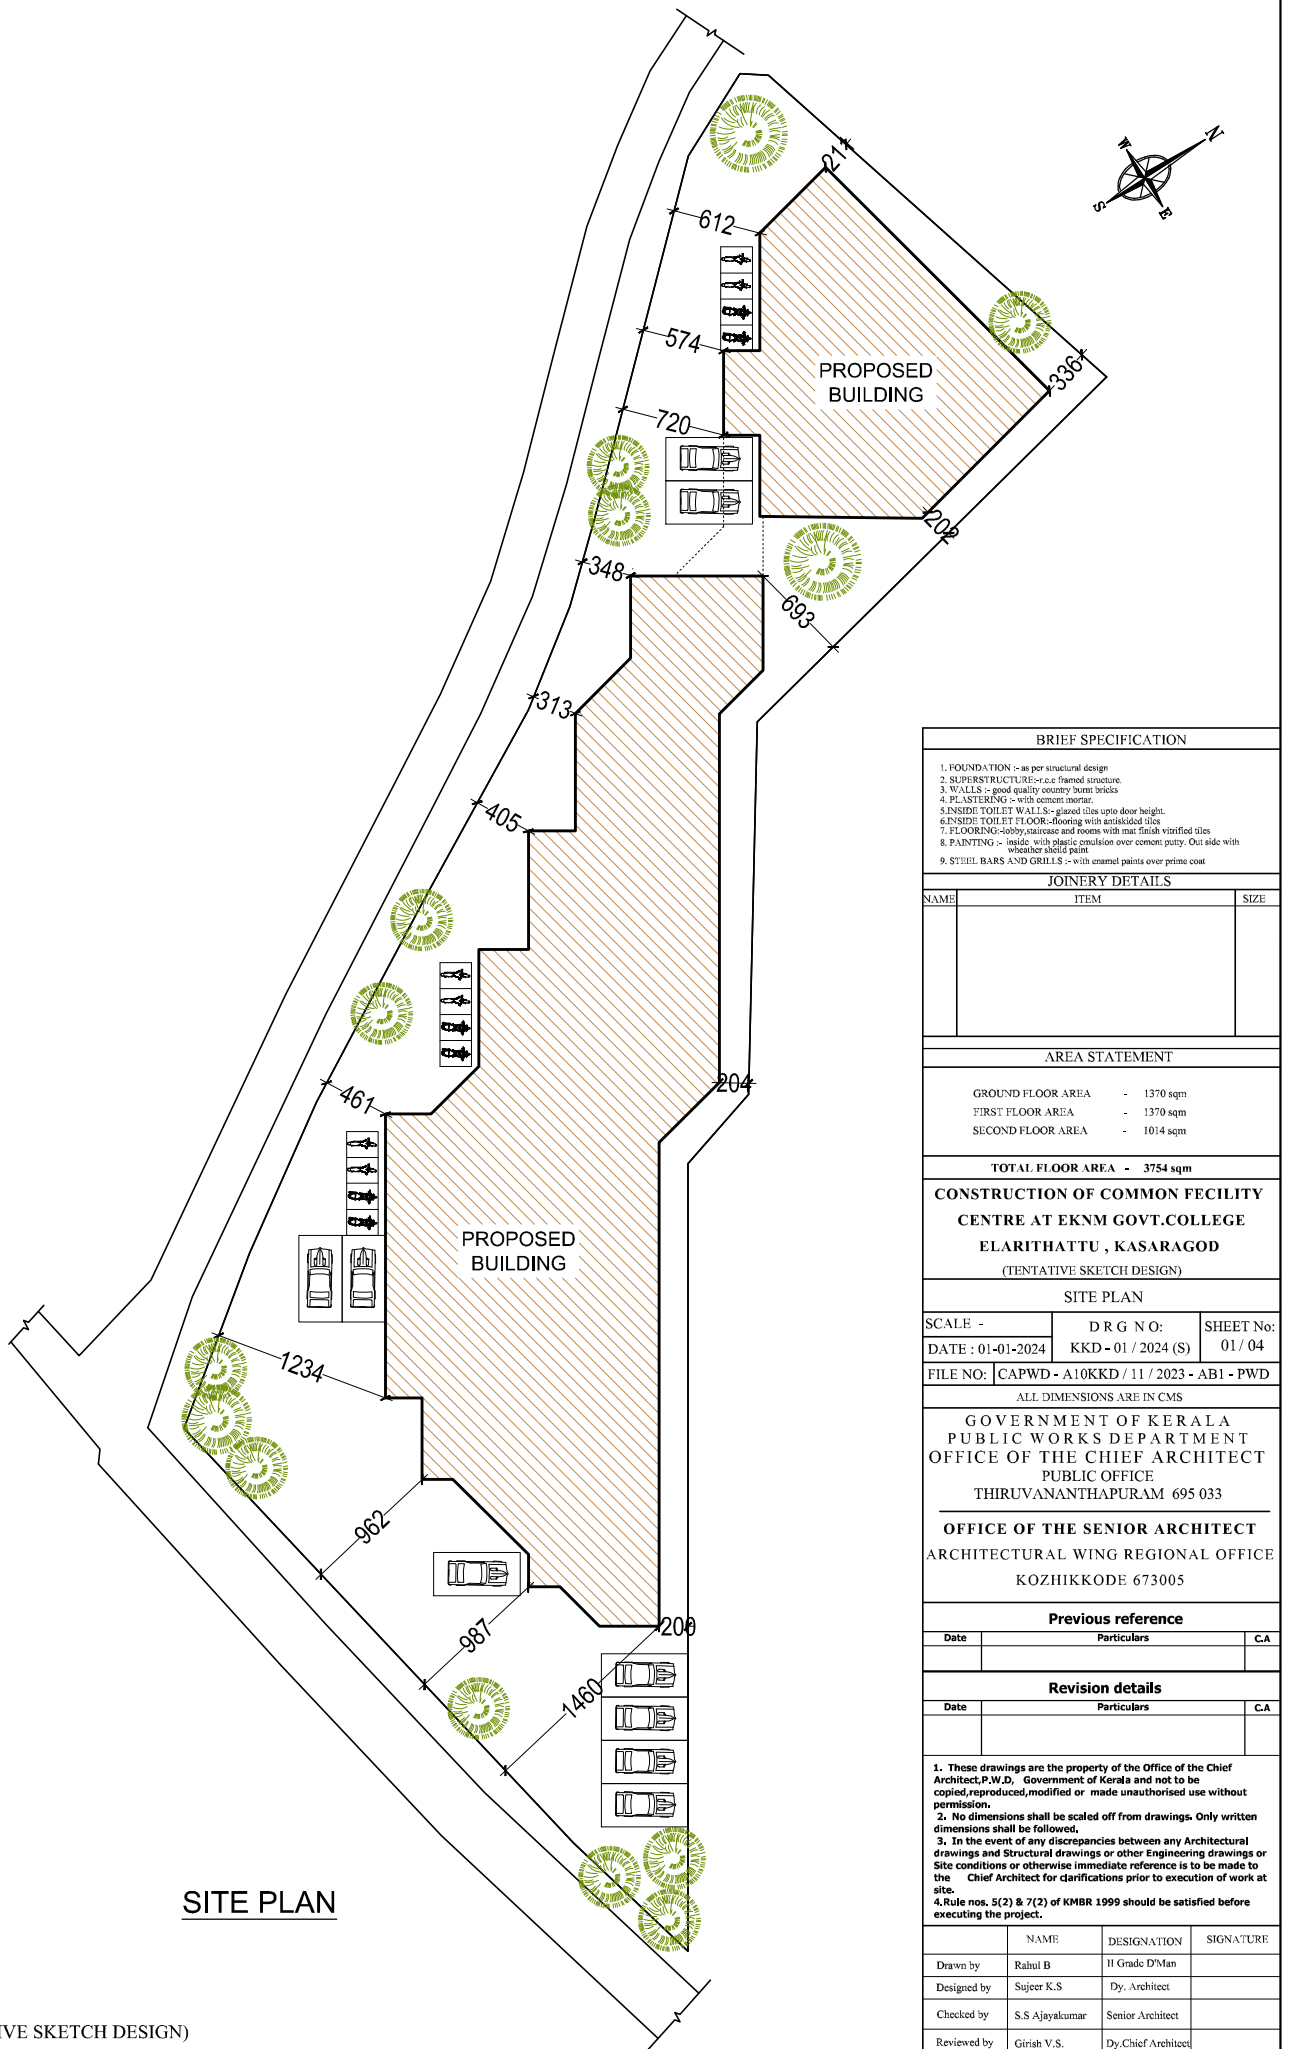 N
W
S
E
211
612
574
PROPOSED
BUILDING
336
720
202
348
693
313
405
204
461
PROPOSED
BUILDING
1234
962
987
200
1460
SITE PLAN
IVE SKETCH DESIGN)
BRIEF SPECIFICATION
1. FOUNDATION :- as per structural design
2. SUPERSTRUCTURE:-r.c.c framed structure.
3. WALLS :- good quality country burnt bricks
4. PLASTERING :- with cement mortar.
5.INSIDE TOILET WALLS:- glazed tiles upto door height.
6.INSIDE TOILET FLOOR:-flooring with antiskided tiles
7. FLOORING:-lobby,staircase and rooms with mat finish vitrified tiles
8. PAINTING :- inside with plastic emulsion over cement putty. Out side with
wheather sheild paint
9. STEEL BARS AND GRILLS :- with enamel paints over prime coat
JOINERY DETAILS
NAME ITEM SIZE
AREA STATEMENT
GROUND FLOOR AREA - 1370 sqm
FIRST FLOOR AREA - 1370 sqm
SECOND FLOOR AREA - 1014 sqm
TOTAL FLOOR AREA - 3754 sqm
CONSTRUCTION OF COMMON FECILITY
CENTRE AT EKNM GOVT.COLLEGE
ELARITHATTU , KASARAGOD
(TENTATIVE SKETCH DESIGN)
SITE PLAN
SCALE -
DATE : 01-01-2024
D R G N O:
KKD - 01 / 2024 (S)
SHEET No:
01 / 04
FILE NO: CAPWD - A10KKD / 11 / 2023 - AB1 - PWD
ALL DIMENSIONS ARE IN CMS
GOVERNMENT OF KERALA
PUBLIC WORKS DEPARTMENT
OFFICE OF THE CHIEF ARCHITECT
PUBLIC OFFICE
THIRUVANANTHAPURAM 695 033
OFFICE OF THE SENIOR ARCHITECT
ARCHITECTURAL WING REGIONAL OFFICE
KOZHIKKODE 673005
Previous reference
Date Particulars C.A
Revision details
Date Particulars C.A
1. These drawings are the property of the Office of the Chief
Architect,P.W.D, Government of Kerala and not to be
copied,reproduced,modified or made unauthorised use without
permission.
2. No dimensions shall be scaled off from drawings. Only written
dimensions shall be followed.
3. In the event of any discrepancies between any Architectural
drawings and Structural drawings or other Engineering drawings or
Site conditions or otherwise immediate reference is to be made to
the Chief Architect for clarifications prior to execution of work at
site.
4.Rule nos. 5(2) & 7(2) of KMBR 1999 should be satisfied before
executing the project.
NAME DESIGNATION SIGNATURE
Drawn by Rahul B II Grade D'Man
Designed by Sujeer K.S Dy. Architect
Checked by S.S Ajayakumar Senior Architect
Reviewed by Girish V.S. Dy.Chief Architect